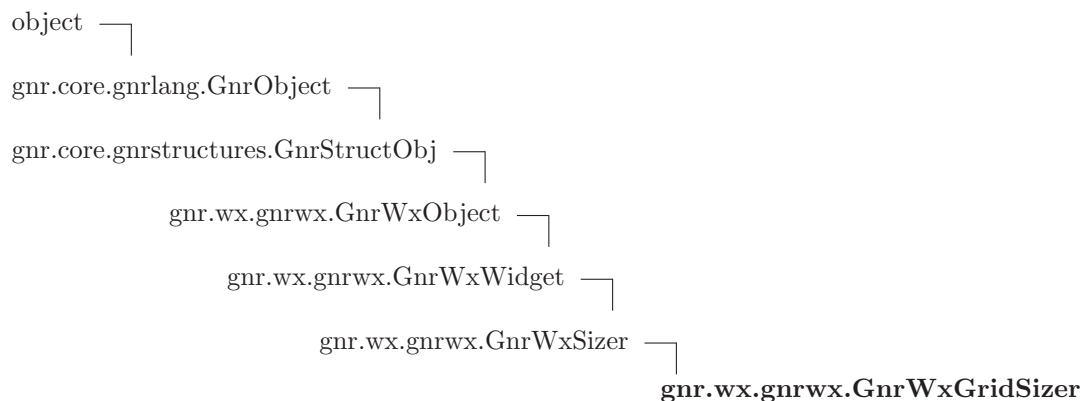 object
gnr.core.gnrlang.GnrObject
gnr.core.gnrstructures.GnrStructObj
gnr.wx.gnrwx.GnrWxObject
gnr.wx.gnrwx.GnrWxWidget
gnr.wx.gnrwx.GnrWxSizer
gnr.wx.gnrwx.GnrWxGridSizer